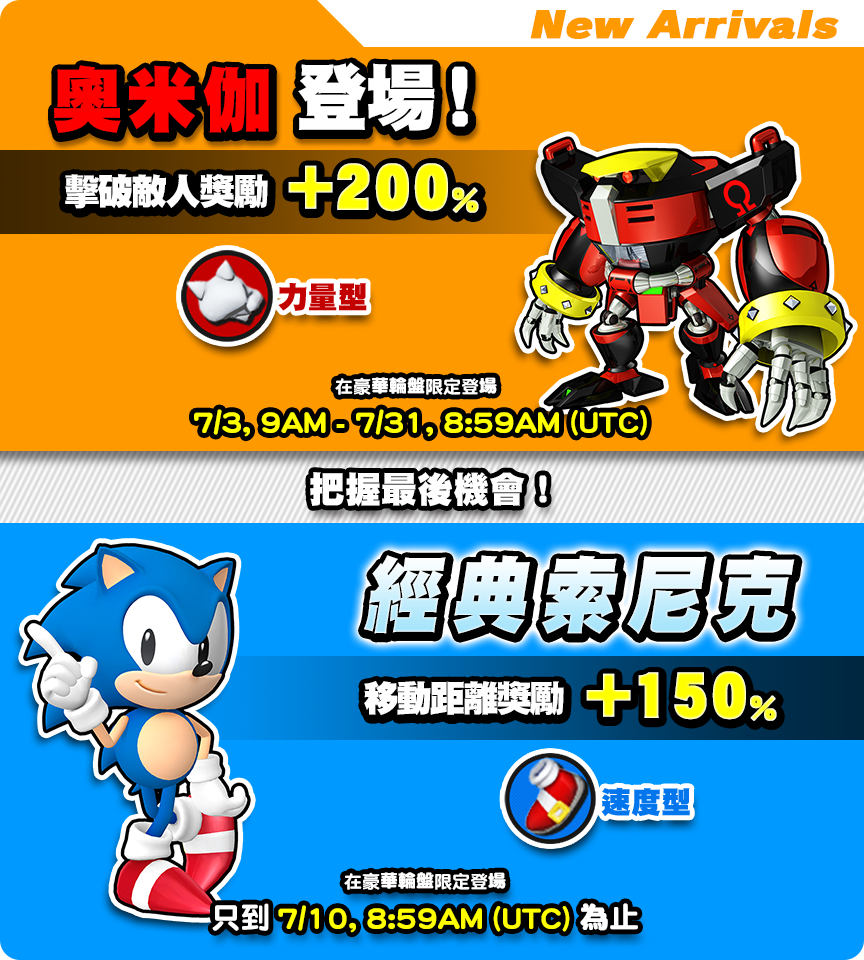 New Arrivals
奧米伽 登場！
擊破敵人獎勵 +200%
Ω
力量型
在豪華輪盤限定登場
7/3, 9AM - 7/31, 8:59AM (UTC)
把握最後機會！
經典索尼克
移動距離獎勵 +150%
速度型
在豪華輪盤限定登場
只到 7/10, 8:59AM (UTC) 為止